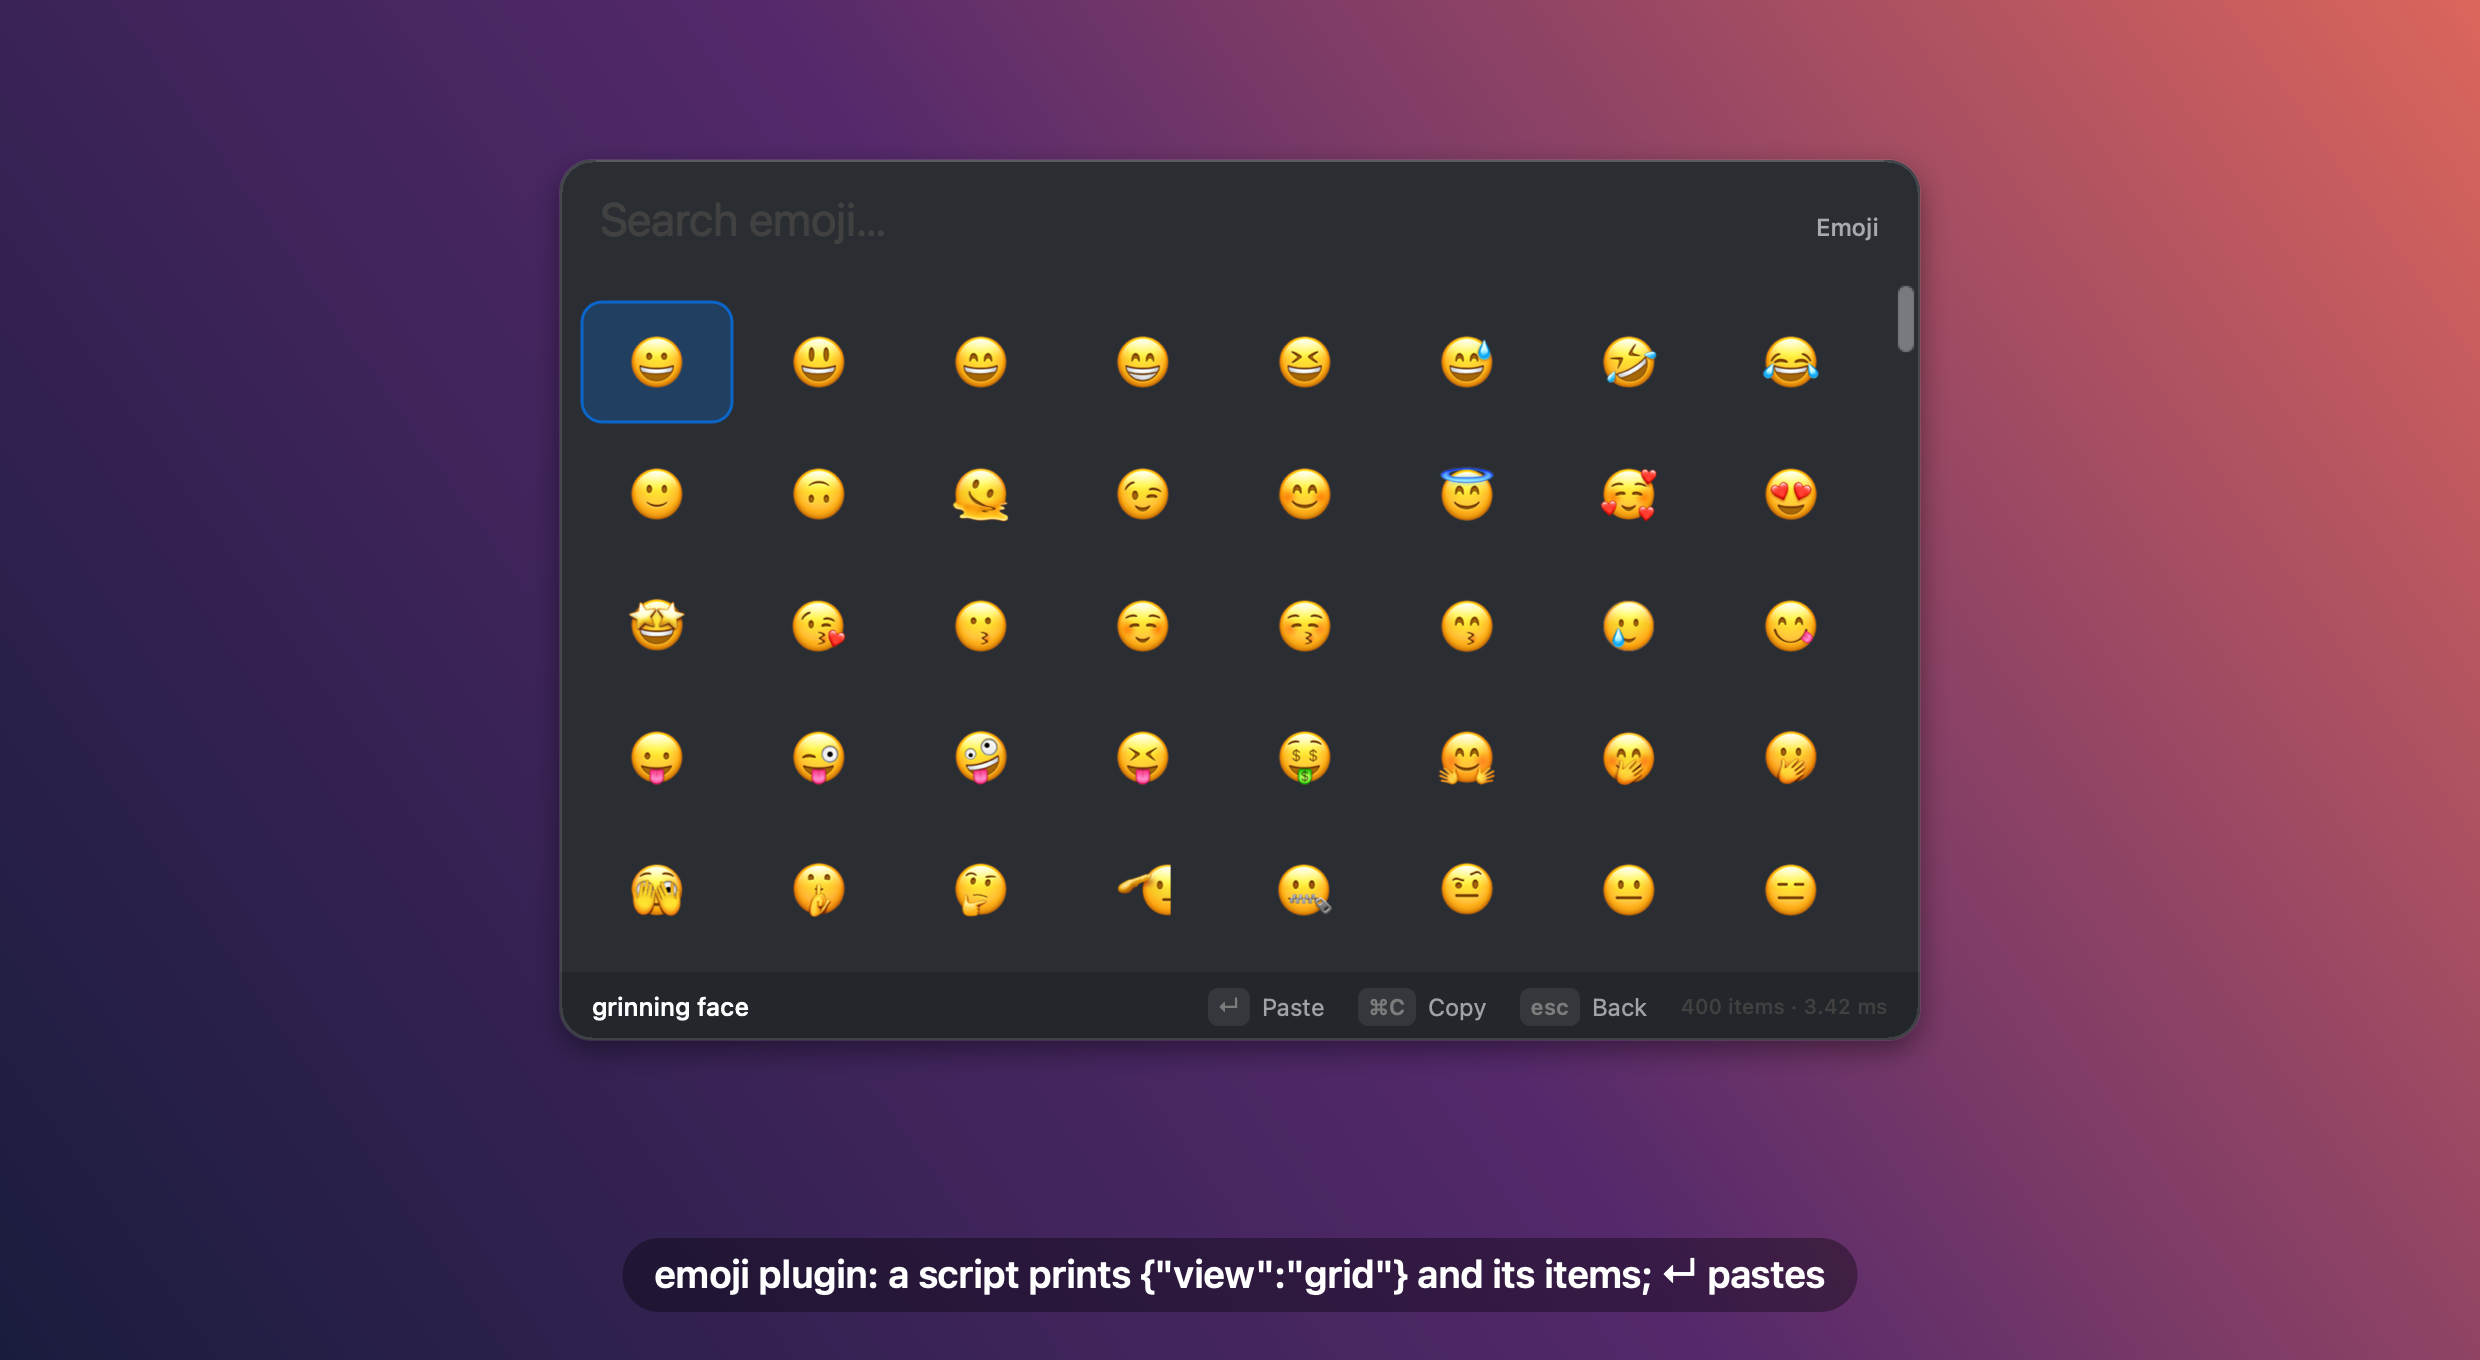 Search emoji...
Emoji
grinning face
↵ Paste ⌘C Copy esc Back 400 items · 3.42 ms
emoji plugin: a script prints {"view":"grid"} and its items; ↵ pastes